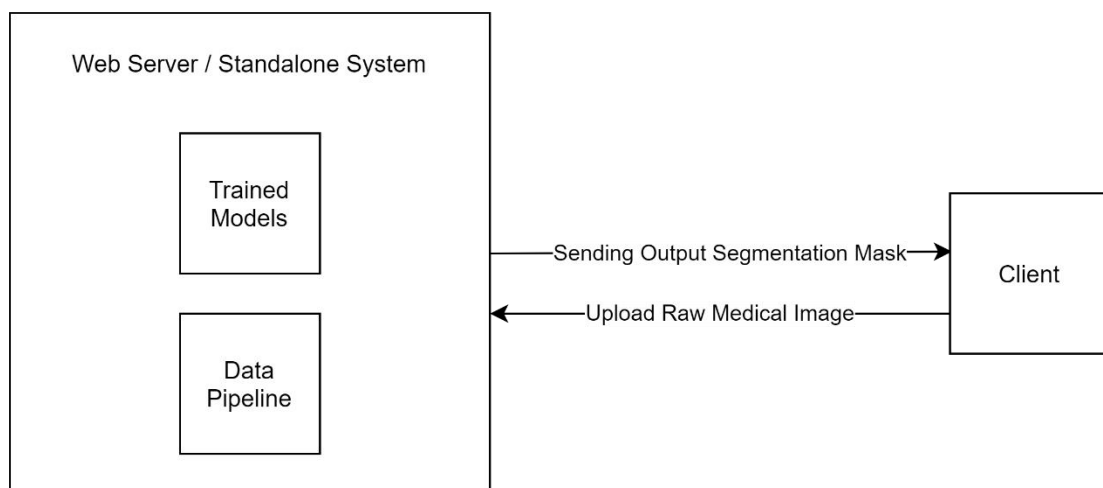 Web Server / Standalone System
Trained
Models
Sending Output Segmentation Mask
Client
Upload Raw Medical Image
Data
Pipeline